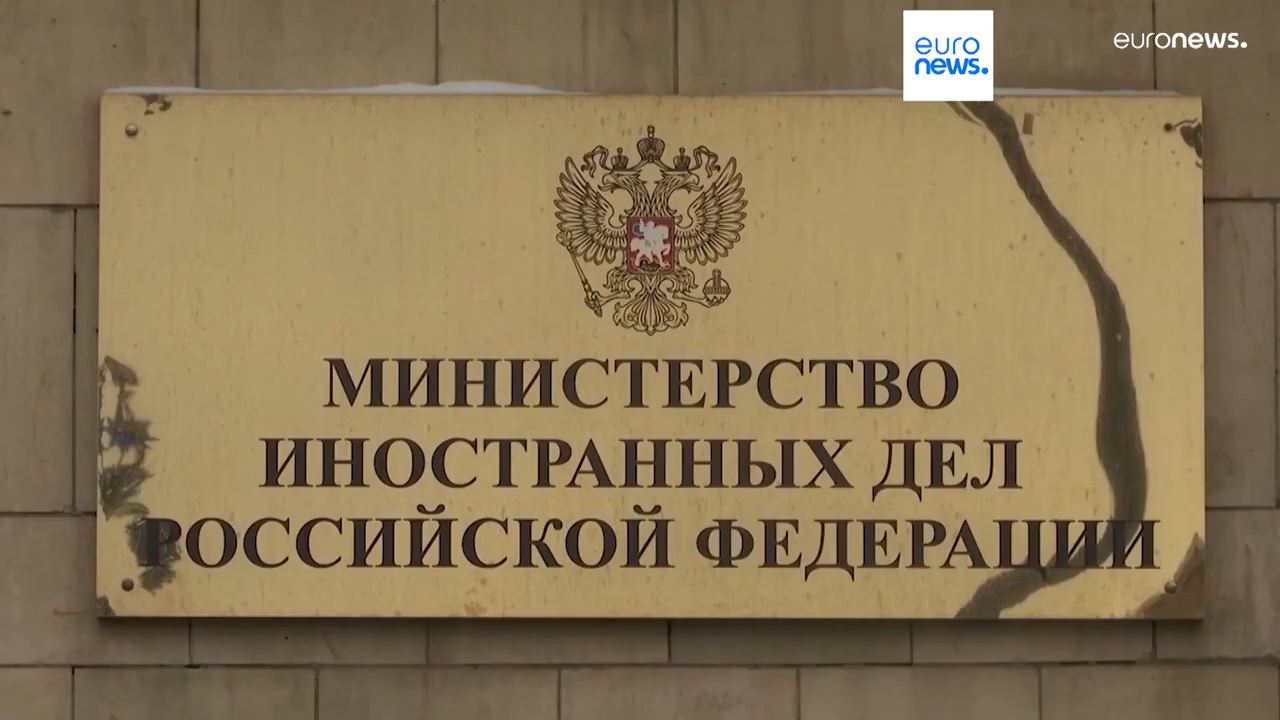 euro
news.
euronews.
МИНИСТЕРСТВО
ИНОСТРАННЫХ ДЕЛ
РОССИЙСКОЙ ФЕДЕРАЦИИ